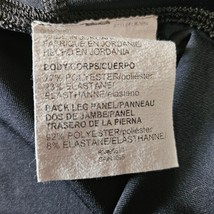 FABRIQUÉ EN JORDANIE
HECHO EN JORDANIA
BODY/CORPS/CUERPO
77% POLYESTER/poliéster
23% ELASTANE/
ELASTHANNE/elastano
BACK LEG PANEL/PANNEAU
DOS DE JAMBE/PANEL
TRASERO DE LA PIERNA
92% POLYESTER/poliéster
8% ELASTANE/ELASTHANNE/